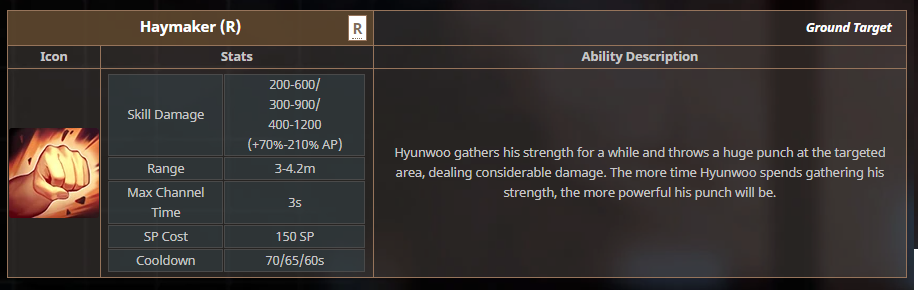 Haymaker (R)
R
Ground Target
Icon
Stats
Ability Description
Skill Damage
200-600/
300-900/
400-1200
(+70%-210% AP)
Range
3-4.2m
Max Channel
Time
3s
SP Cost
150 SP
Cooldown
70/65/60s
Hyunwoo gathers his strength for a while and throws a huge punch at the targeted
area, dealing considerable damage. The more time Hyunwoo spends gathering his
strength, the more powerful his punch will be.